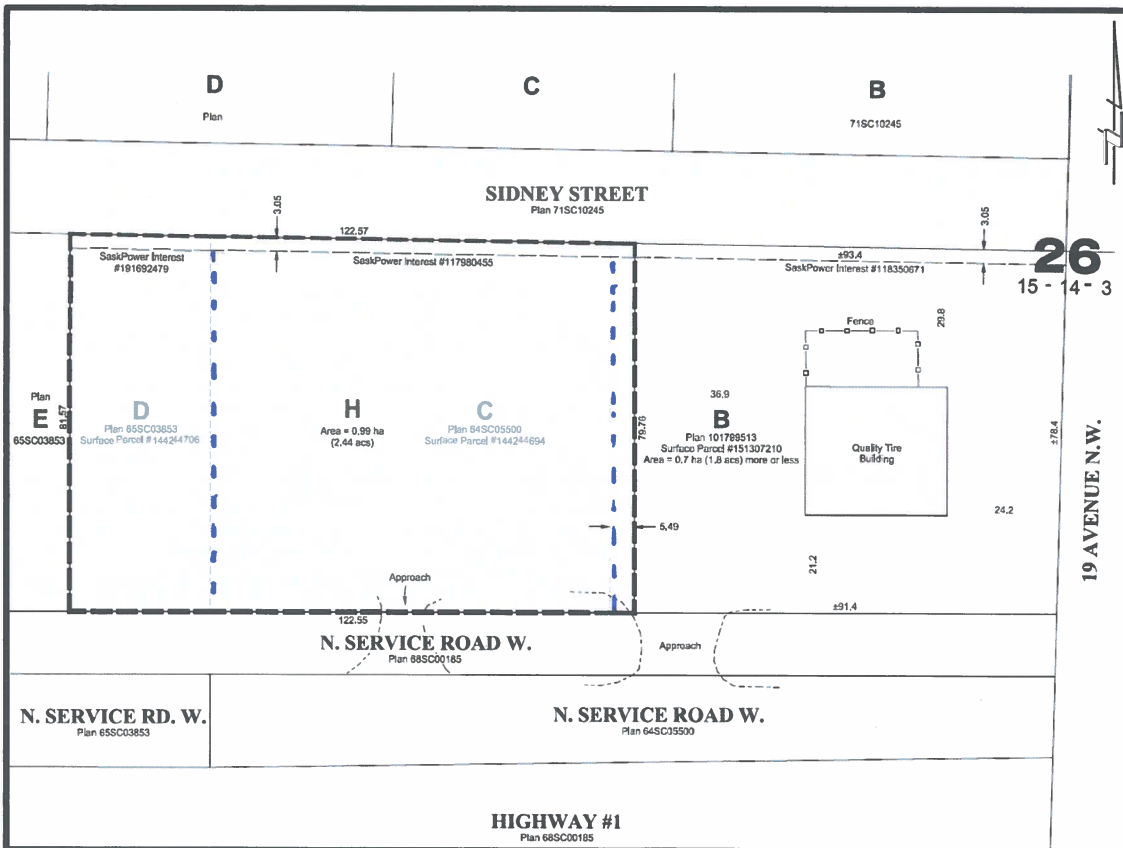 D
Plan
C
B
71SC10245
SIDNEY STREET
Plan 71SC10245
3.05
3.05
122.57
±93.4
SaskPower Interest
#191692479
SaskPower Interest #117980455
SaskPower Interest #118350671
26
15 - 14 - 3
Fence
29.8
Plan
E
65SC03853
81.57
D
Plan 65SC03853
Surface Parcel #144244706
H
Area = 0.99 ha
(2.44 acs)
C
Plan 64SC05500
Surface Parcel #144244694
79.76
36.9
B
Plan 101799513
Surface Parcel #151307210
Area = 0.7 ha (1.8 acs) more or less
Quality Tire
Building
±78.4
19 AVENUE N.W.
24.2
5.49
21.2
Approach
122.55
±91.4
N. SERVICE ROAD W.
Plan 68SC00185
Approach
N. SERVICE RD. W.
Plan 65SC03853
N. SERVICE ROAD W.
Plan 64SC05500
HIGHWAY #1
Plan 68SC00185